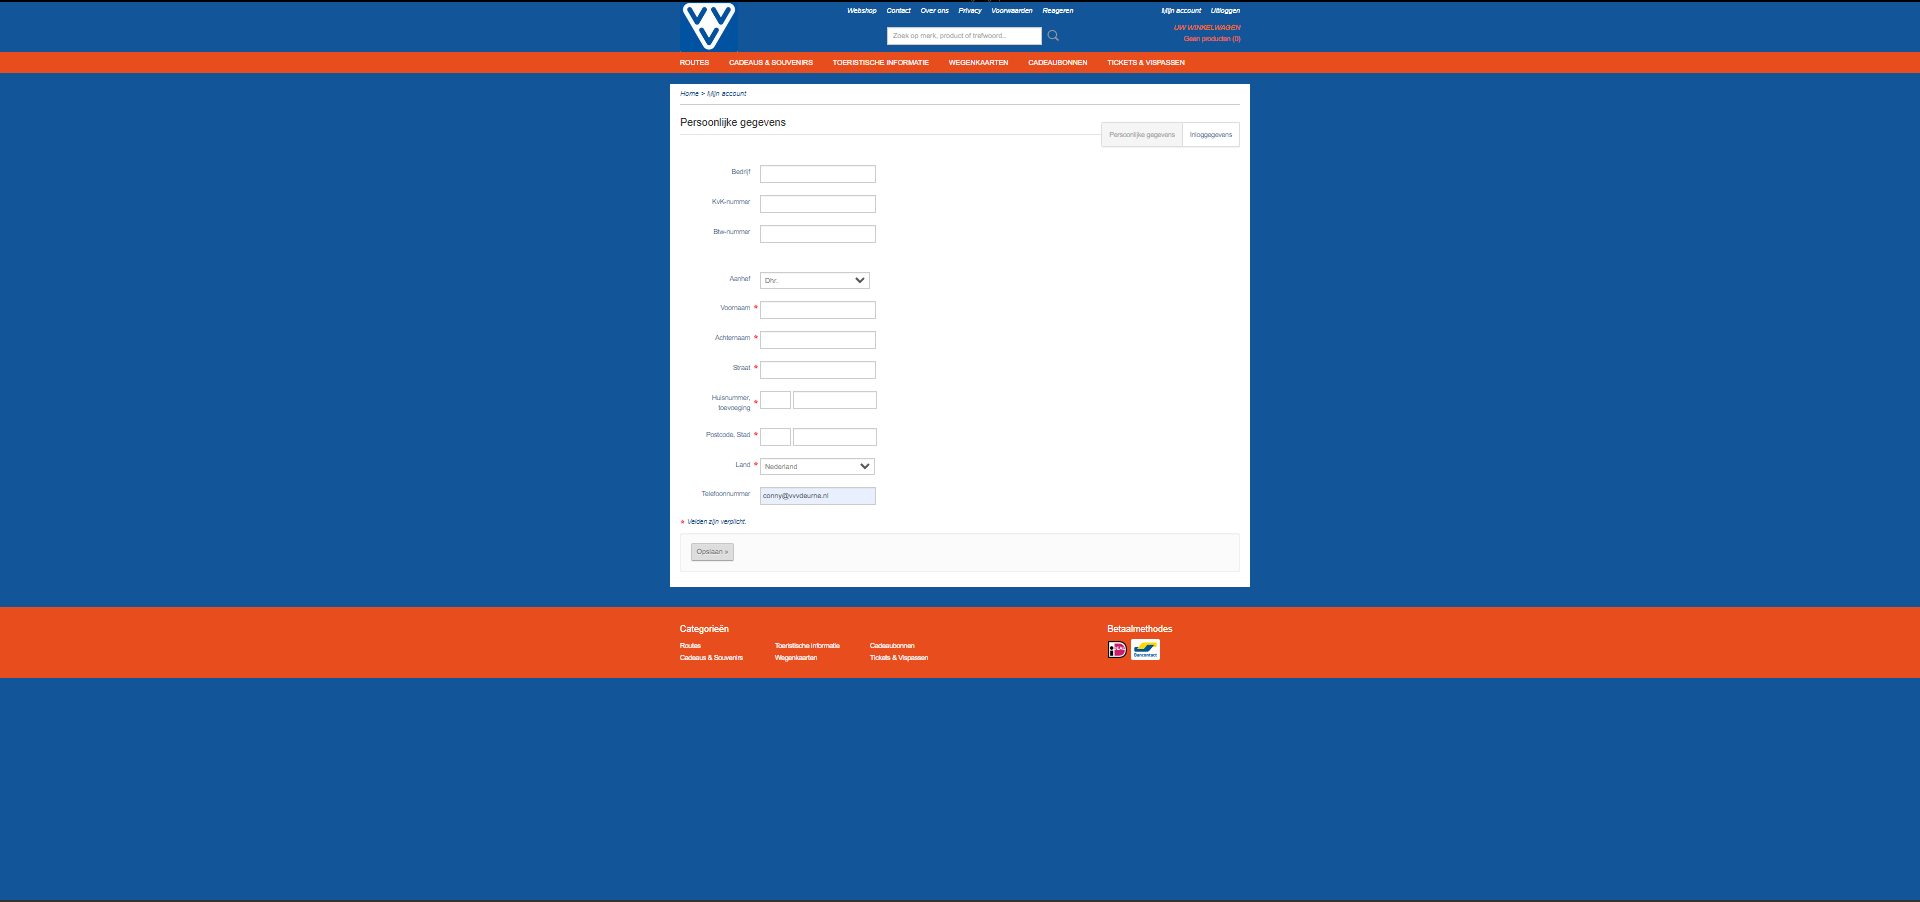 VVV
Webshop Contact Over ons Privacy Voorwaarden Reageren
Mijn account Uitloggen
Zoek op merk, product of trefwoord...
UW WINKELWAGEN
Geen producten (0)
ROUTES CADEAUS & SOUVENIRS TOERISTISCHE INFORMATIE WEGENKAARTEN CADEAUBONNEN TICKETS & VISPASSEN
Home > Mijn account
Persoonlijke gegevens
Persoonlijke gegevens Inloggegevens
Bedrijf
KvK-nummer
Btw-nummer
Aanhef Dhr.
Voornaam *
Achternaam *
Straat *
Huisnummer,
toevoeging *
Postcode, Stad *
Land * Nederland
Telefoonnummer conny@vvvdeurne.nl
* Velden zijn verplicht.
Opslaan »
Categorieën
Routes Toeristische informatie Cadeaubonnen
Cadeaus & Souvenirs Wegenkaarten Tickets & Vispassen
Betaalmethodes
iDEAL
Bancontact